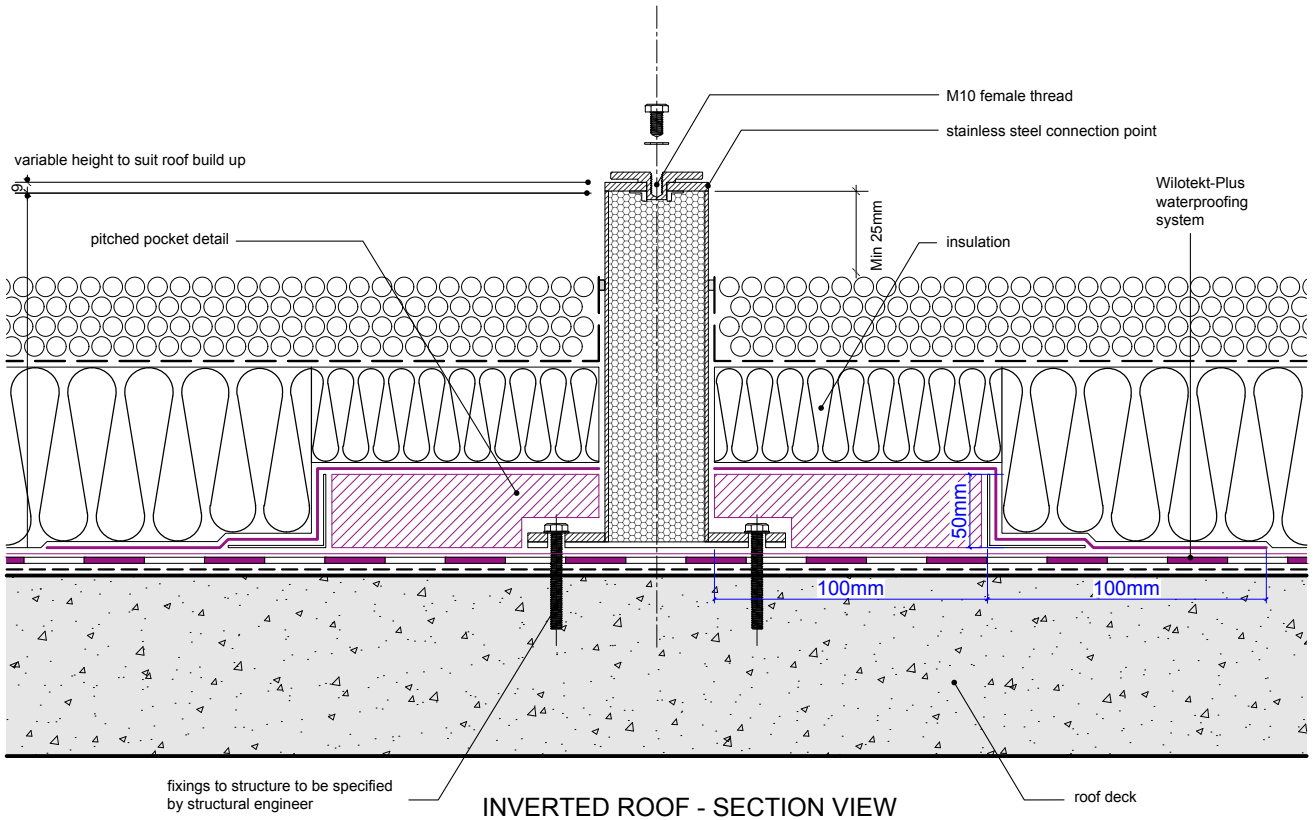 M10 female thread
stainless steel connection point
variable height to suit roof build up
9
Wilotekt-Plus
waterproofing
system
pitched pocket detail
insulation
Min 25mm
50mm
100mm
100mm
fixings to structure to be specified
by structural engineer
roof deck
INVERTED ROOF - SECTION VIEW